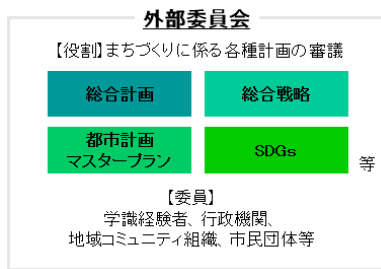 外部委員会
【役割】まちづくりに係る各種計画の審議
総合計画
総合戦略
都市計画
マスタープラン
SDGs
等
【委員】
学識経験者、行政機関、
地域コミュニティ組織、市民団体等